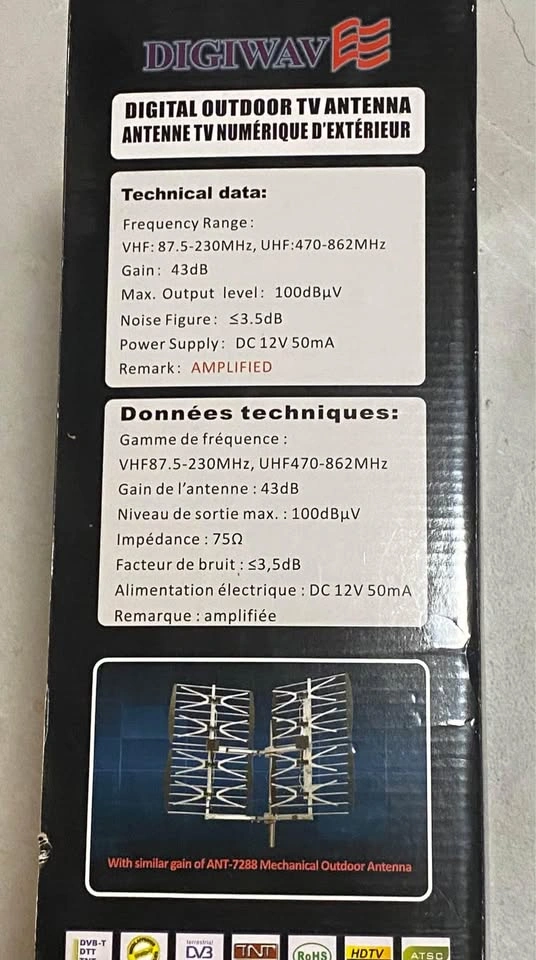 DIGIWAVE
DIGITAL OUTDOOR TV ANTENNA
ANTENNE TV NUMÉRIQUE D'EXTÉRIEUR
Technical data:
Frequency Range:
VHF: 87.5-230MHz, UHF:470-862MHz
Gain: 43dB
Max. Output level: 100dBμV
Noise Figure: ≤3.5dB
Power Supply: DC 12V 50mA
Remark: AMPLIFIED
Données techniques:
Gamme de fréquence :
VHF87.5-230MHz, UHF470-862MHz
Gain de l'antenne : 43dB
Niveau de sortie max. : 100dBμV
Impédance : 75Ω
Facteur de bruit : ≤3,5dB
Alimentation électrique : DC 12V 50mA
Remarque : amplifiée
With similar gain of ANT-7288 Mechanical Outdoor Antenna
DVB-T
DTT
terrestrial
DVB
TNT
RoHS
HDTV
ATSC